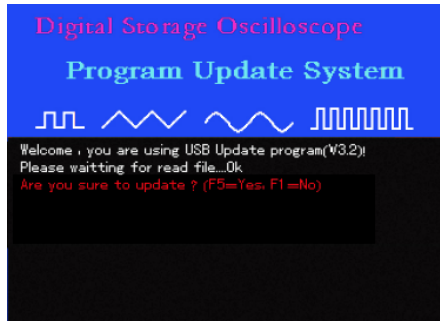 Digital Storage Oscilloscope
Program Update System
Welcome , you are using USB Update program(V3.2)!
Please waitting for read file....Ok
Are you sure to update ? (F5=Yes, F1=No)